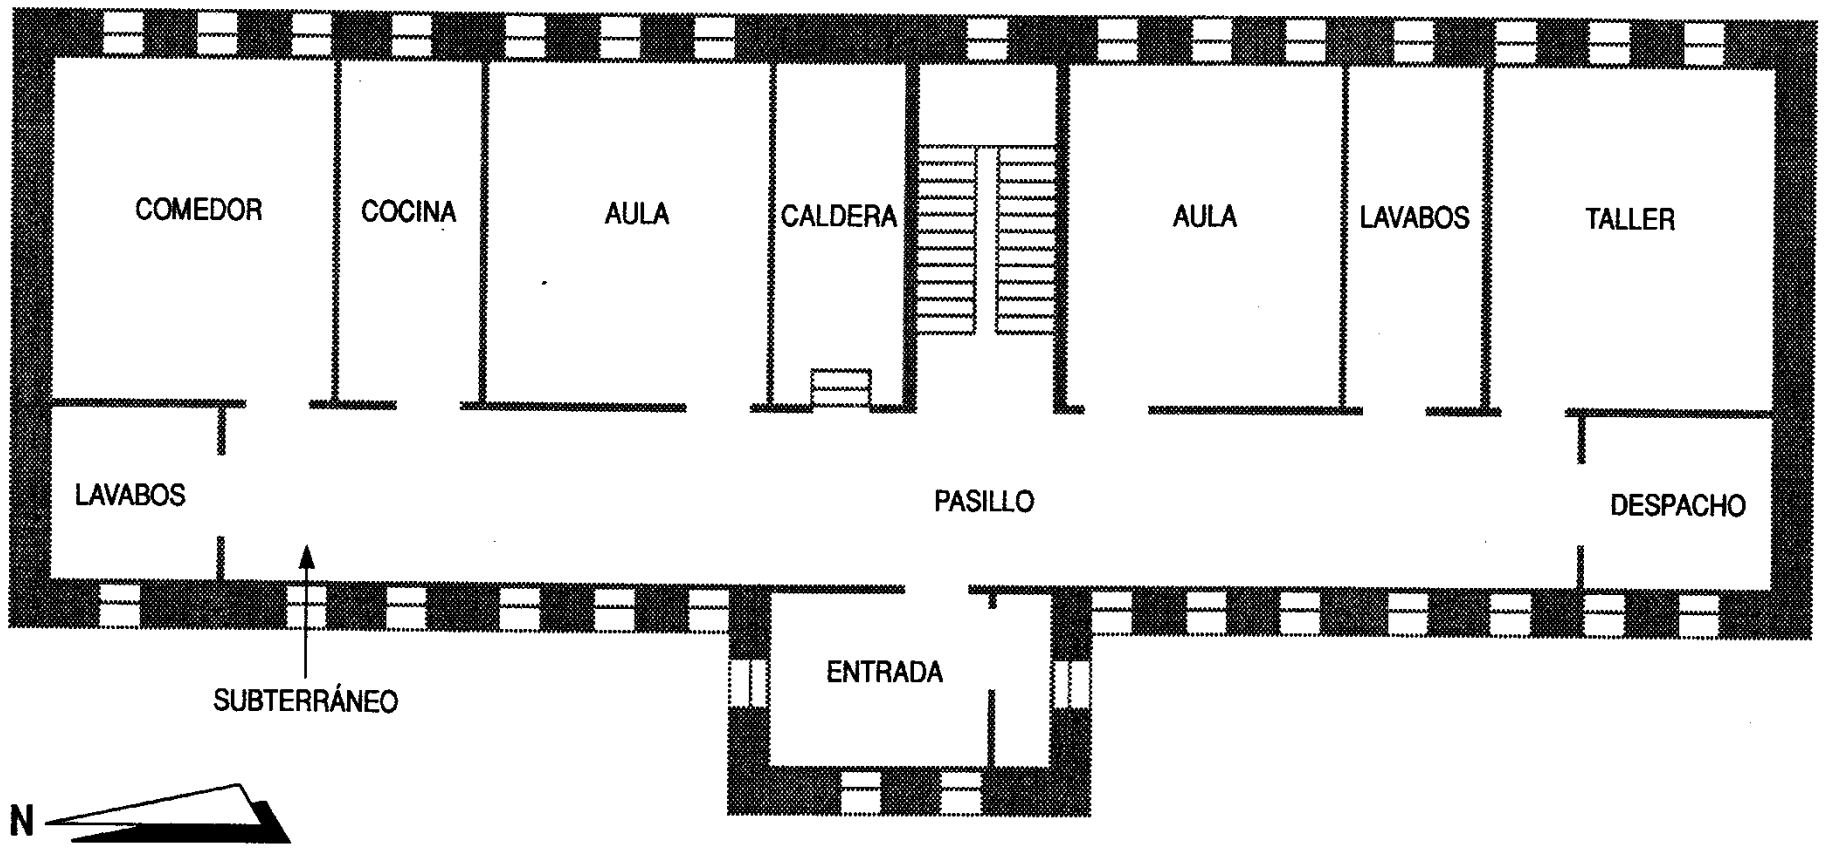 COMEDOR
COCINA
AULA
CALDERA
AULA
LAVABOS
TALLER
LAVABOS
PASILLO
DESPACHO
ENTRADA
SUBTERRÁNEO
N